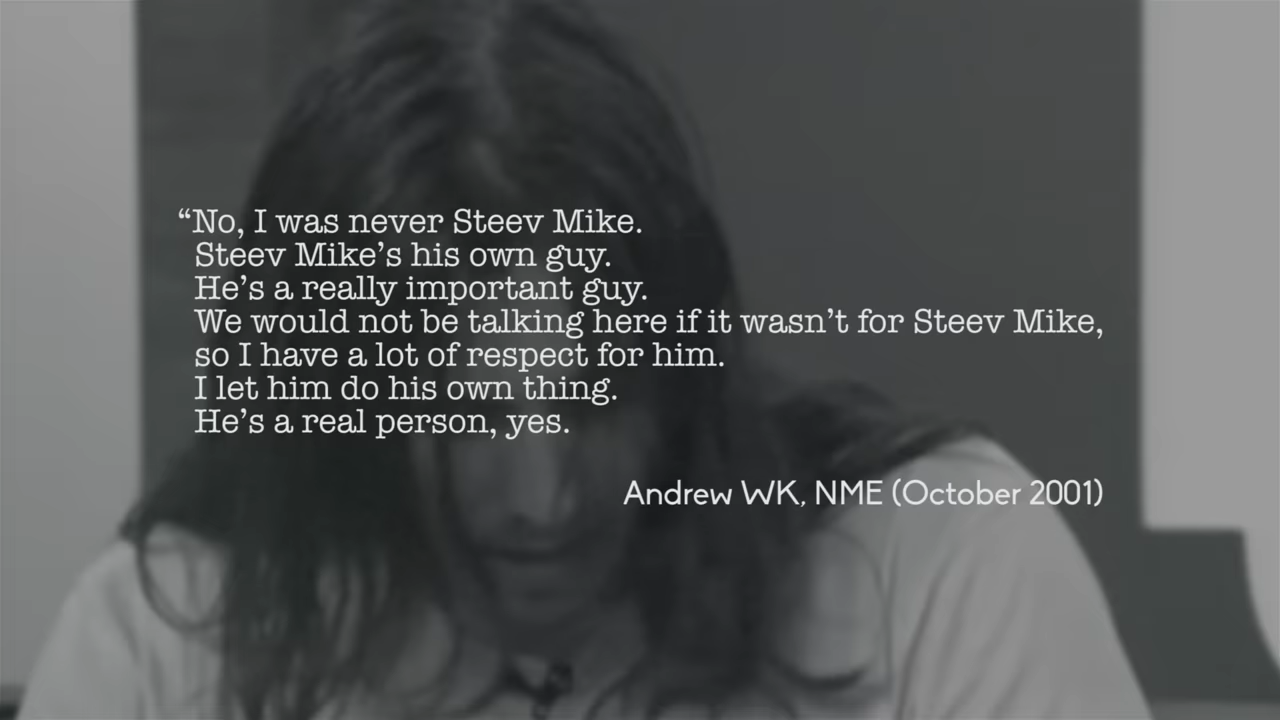 “No, I was never Steev Mike.
Steev Mike’s his own guy.
He’s a really important guy.
We would not be talking here if it wasn’t for Steev Mike,
so I have a lot of respect for him.
I let him do his own thing.
He’s a real person, yes.
Andrew WK, NME (October 2001)